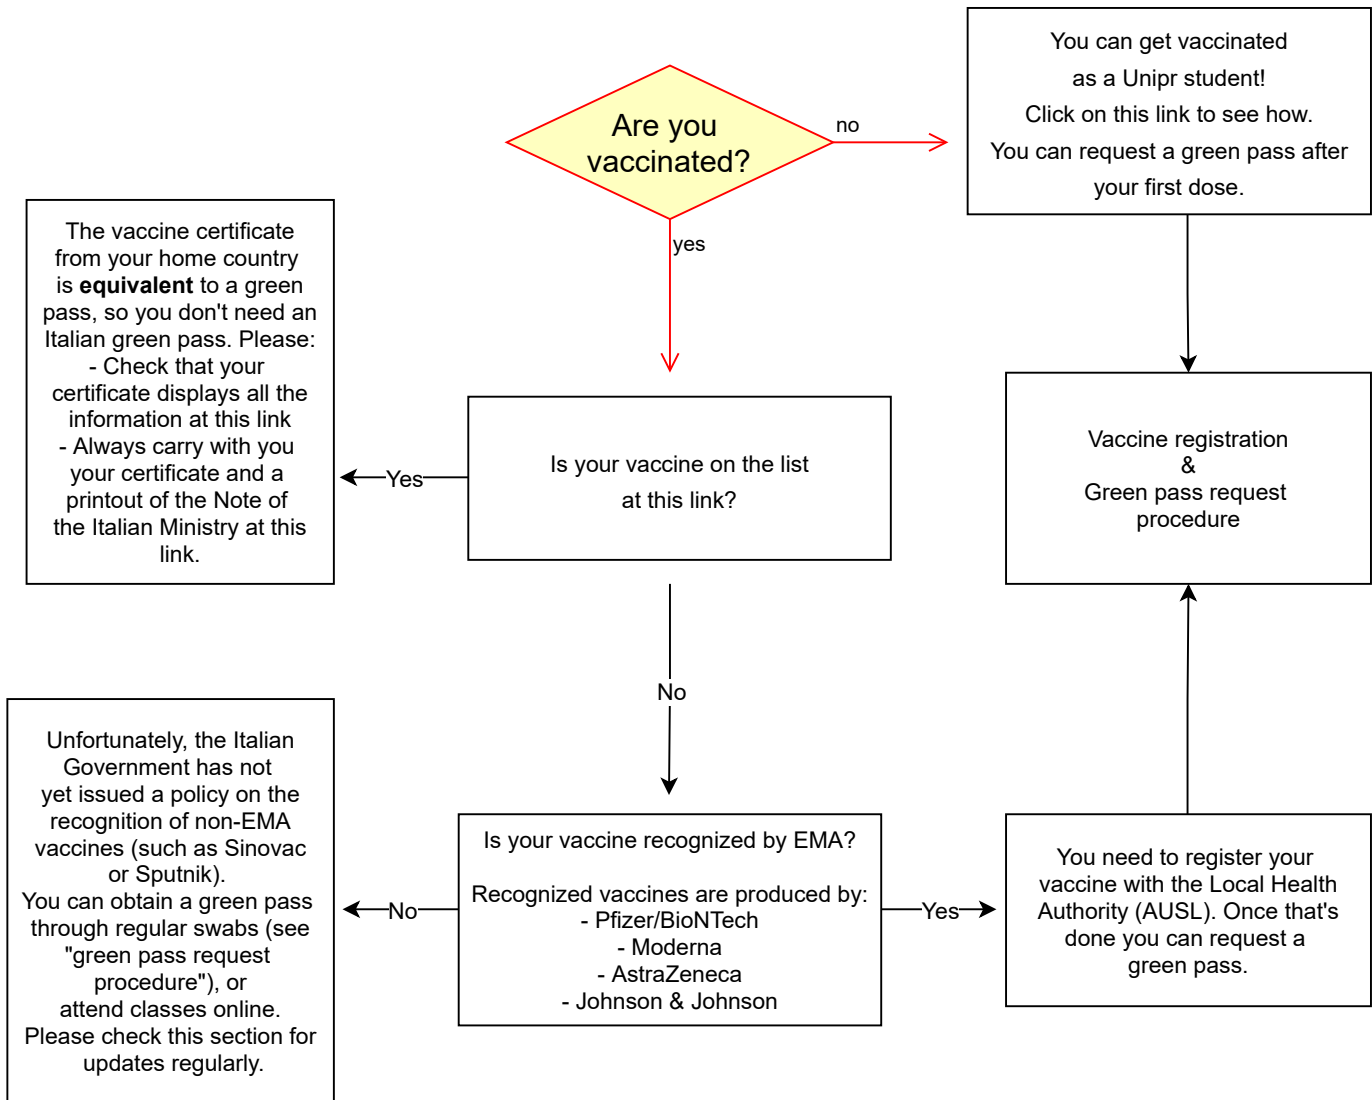 Are you
vaccinated?
no
You can get vaccinated
as a Unipr student!
Click on this link to see how.
You can request a green pass after
your first dose.
yes
The vaccine certificate
from your home country
is equivalent to a green
pass, so you don't need an
Italian green pass. Please:
- Check that your
certificate displays all the
information at this link
- Always carry with you
your certificate and a
printout of the Note of
the Italian Ministry at this
link.
Yes
Is your vaccine on the list
at this link?
Vaccine registration
&
Green pass request
procedure
No
Unfortunately, the Italian
Government has not
yet issued a policy on the
recognition of non-EMA
vaccines (such as Sinovac
or Sputnik).
You can obtain a green pass
through regular swabs (see
"green pass request
procedure"), or
attend classes online.
Please check this section for
updates regularly.
No
Is your vaccine recognized by EMA?
Recognized vaccines are produced by:
- Pfizer/BioNTech
- Moderna
- AstraZeneca
- Johnson & Johnson
Yes
You need to register your
vaccine with the Local Health
Authority (AUSL). Once that's
done you can request a
green pass.